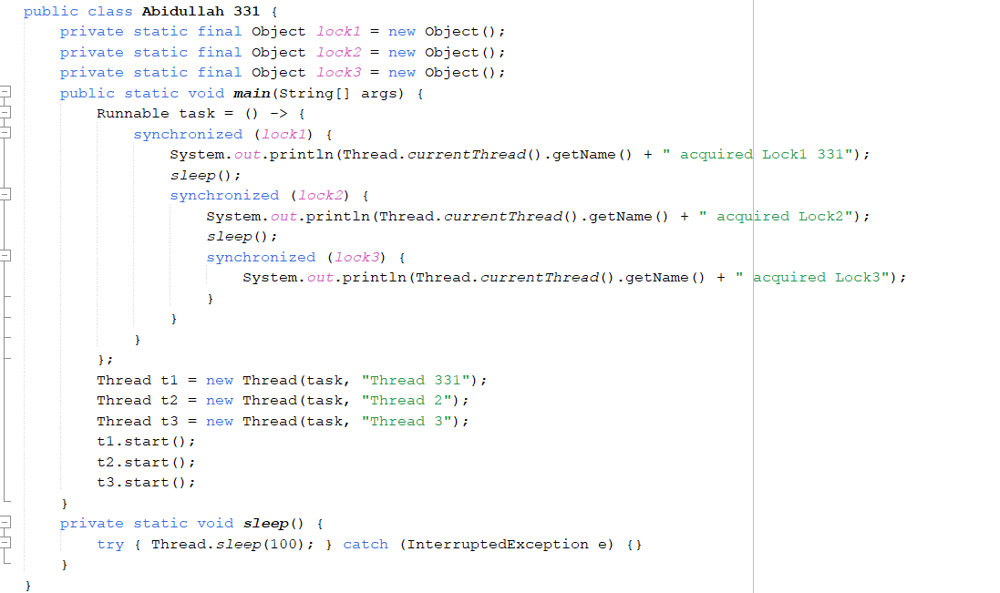 public class Abidullah 331 {
    private static final Object lock1 = new Object();
    private static final Object lock2 = new Object();
    private static final Object lock3 = new Object();
    public static void main(String[] args) {
        Runnable task = () -> {
            synchronized (lock1) {
                System.out.println(Thread.currentThread().getName() + " acquired Lock1 331");
                sleep();
                synchronized (lock2) {
                    System.out.println(Thread.currentThread().getName() + " acquired Lock2");
                    sleep();
                    synchronized (lock3) {
                        System.out.println(Thread.currentThread().getName() + " acquired Lock3");
                    }
                }
            }
        };
        Thread t1 = new Thread(task, "Thread 331");
        Thread t2 = new Thread(task, "Thread 2");
        Thread t3 = new Thread(task, "Thread 3");
        t1.start();
        t2.start();
        t3.start();
    }
    private static void sleep() {
        try { Thread.sleep(100); } catch (InterruptedException e) {}
    }
}